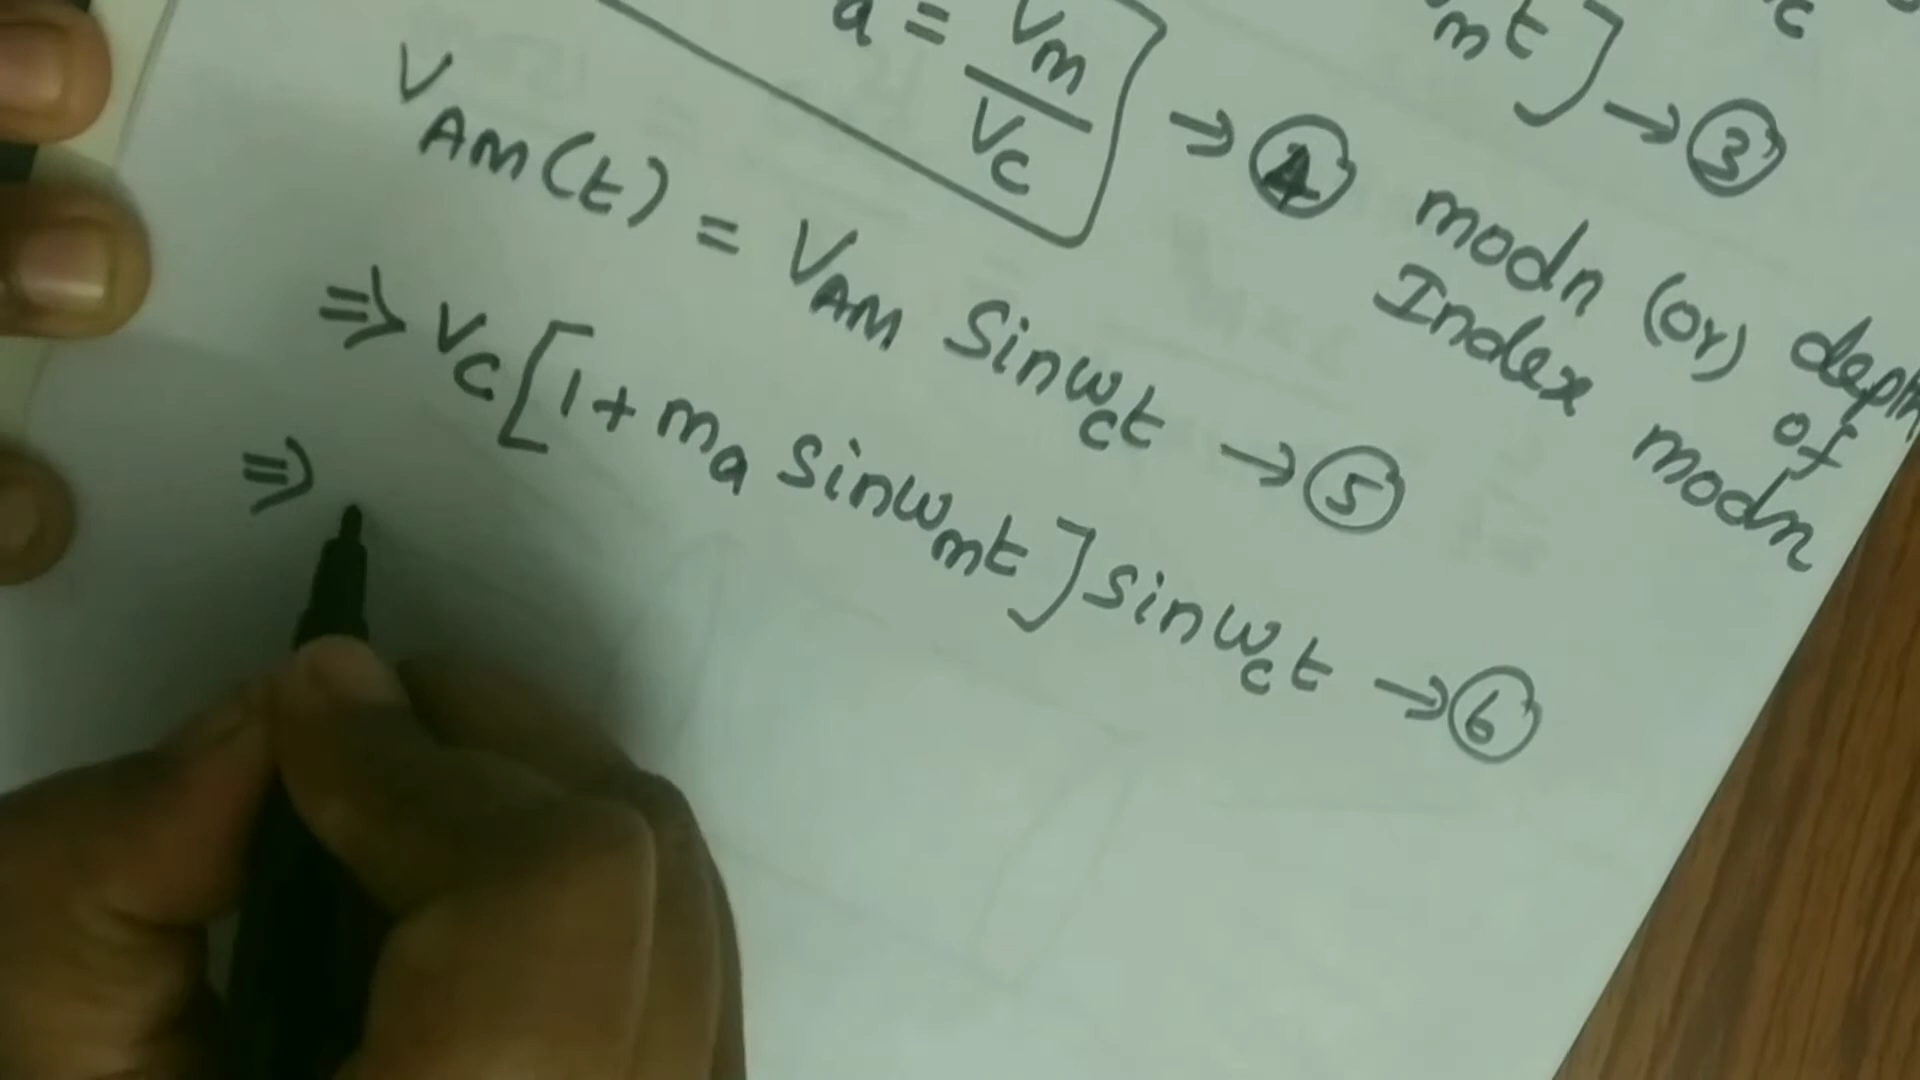 mt] → ③
a = Vm/Vc → ④ modn (or) depth
Index of
modn
VAM(t) = VAM Sinωct → ⑤
⇒ Vc[1 + ma sinωmt] sinωct → ⑥
⇒